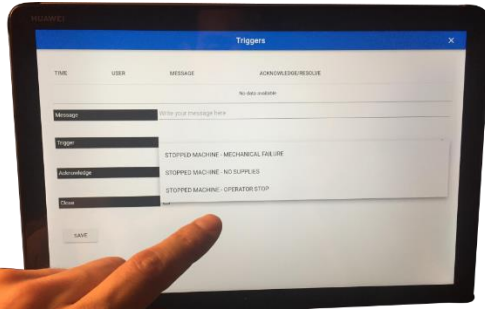 HUAWEI
Triggers ×
TIME USER MESSAGE ACKNOWLEDGE/RESOLVE
No data available
Message Write your message here
Trigger
STOPPED MACHINE - MECHANICAL FAILURE
Acknowledge STOPPED MACHINE - NO SUPPLIES
STOPPED MACHINE - OPERATOR STOP
SAVE